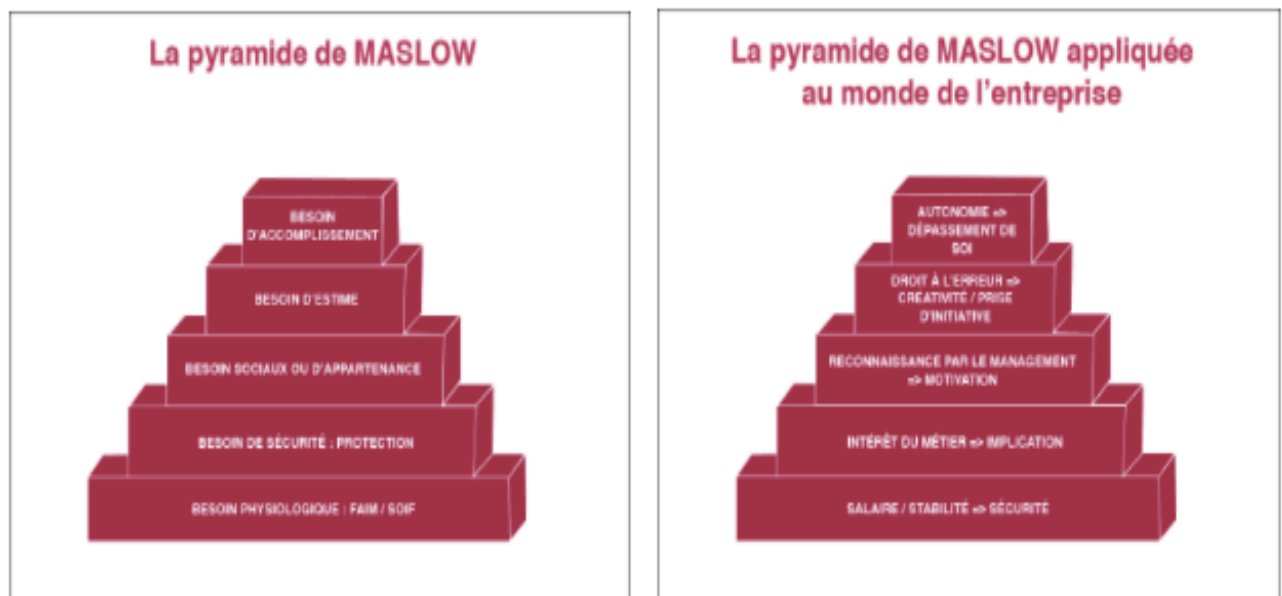 La pyramide de MASLOW
BESOIN
D'ACCOMPLISSEMENT
BESOIN D'ESTIME
BESOIN SOCIAUX OU D'APPARTENANCE
BESOIN DE SÉCURITÉ : PROTECTION
BESOIN PHYSIOLOGIQUE : FAIM / SOIF
La pyramide de MASLOW appliquée
au monde de l'entreprise
AUTONOMIE =>
DÉPASSEMENT DE
SOI
DROIT À L'ERREUR =>
CRÉATIVITÉ / PRISE
D'INITIATIVE
RECONNAISSANCE PAR LE MANAGEMENT
=> MOTIVATION
INTÉRÊT DU MÉTIER => IMPLICATION
SALAIRE / STABILITÉ => SÉCURITÉ